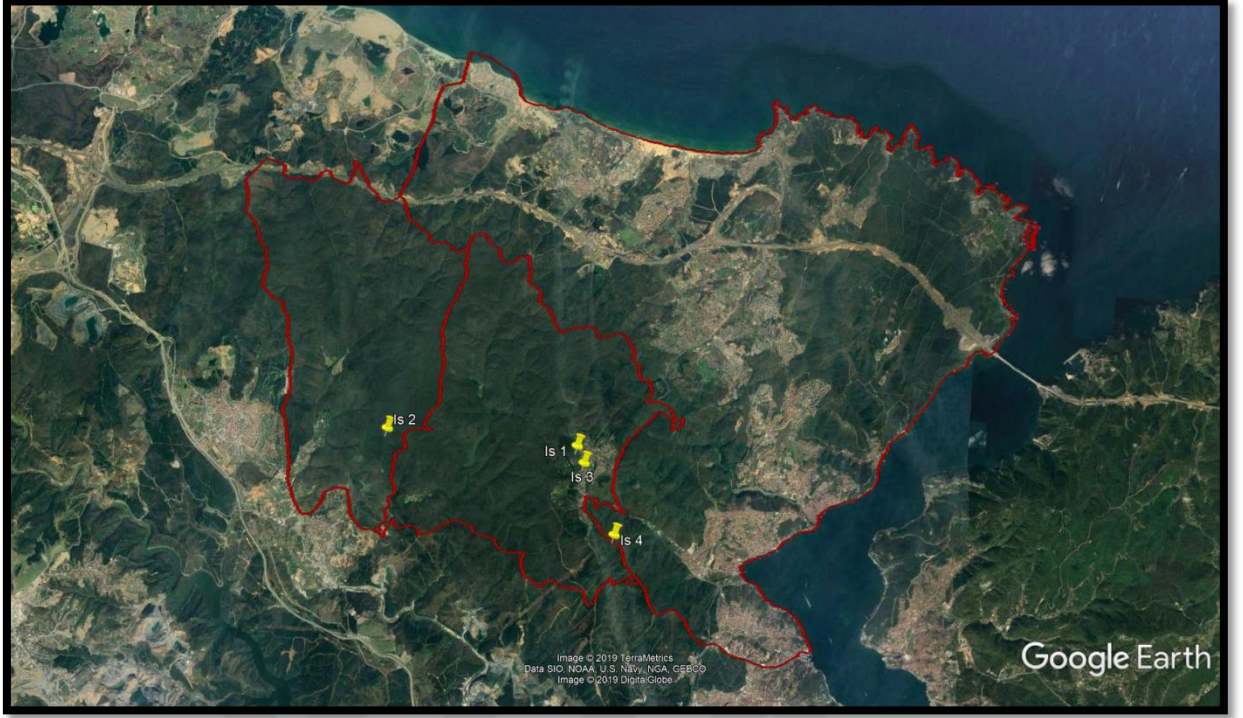 Is 2
Is 1
Is 3
Is 4
Image © 2019 TerraMetrics
Data SIO, NOAA, U.S. Navy, NGA, GEBCO
Image © 2019 DigitalGlobe
Google Earth